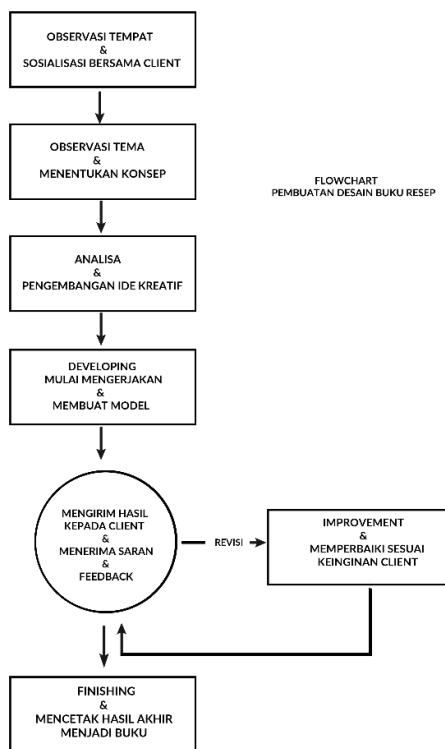 OBSERVASI TEMPAT
&
SOSIALISASI BERSAMA CLIENT
OBSERVASI TEMA
&
MENENTUKAN KONSEP
FLOWCHART
PEMBUATAN DESAIN BUKU RESEP
ANALISA
&
PENGEMBANGAN IDE KREATIF
DEVELOPING
MULAI MENGERJAKAN
&
MEMBUAT MODEL
MENGIRIM HASIL
KEPADA CLIENT
&
MENERIMA SARAN
&
FEEDBACK
REVISI
IMPROVEMENT
&
MEMPERBAIKI SESUAI
KEINGINAN CLIENT
FINISHING
&
MENCETAK HASIL AKHIR
MENJADI BUKU